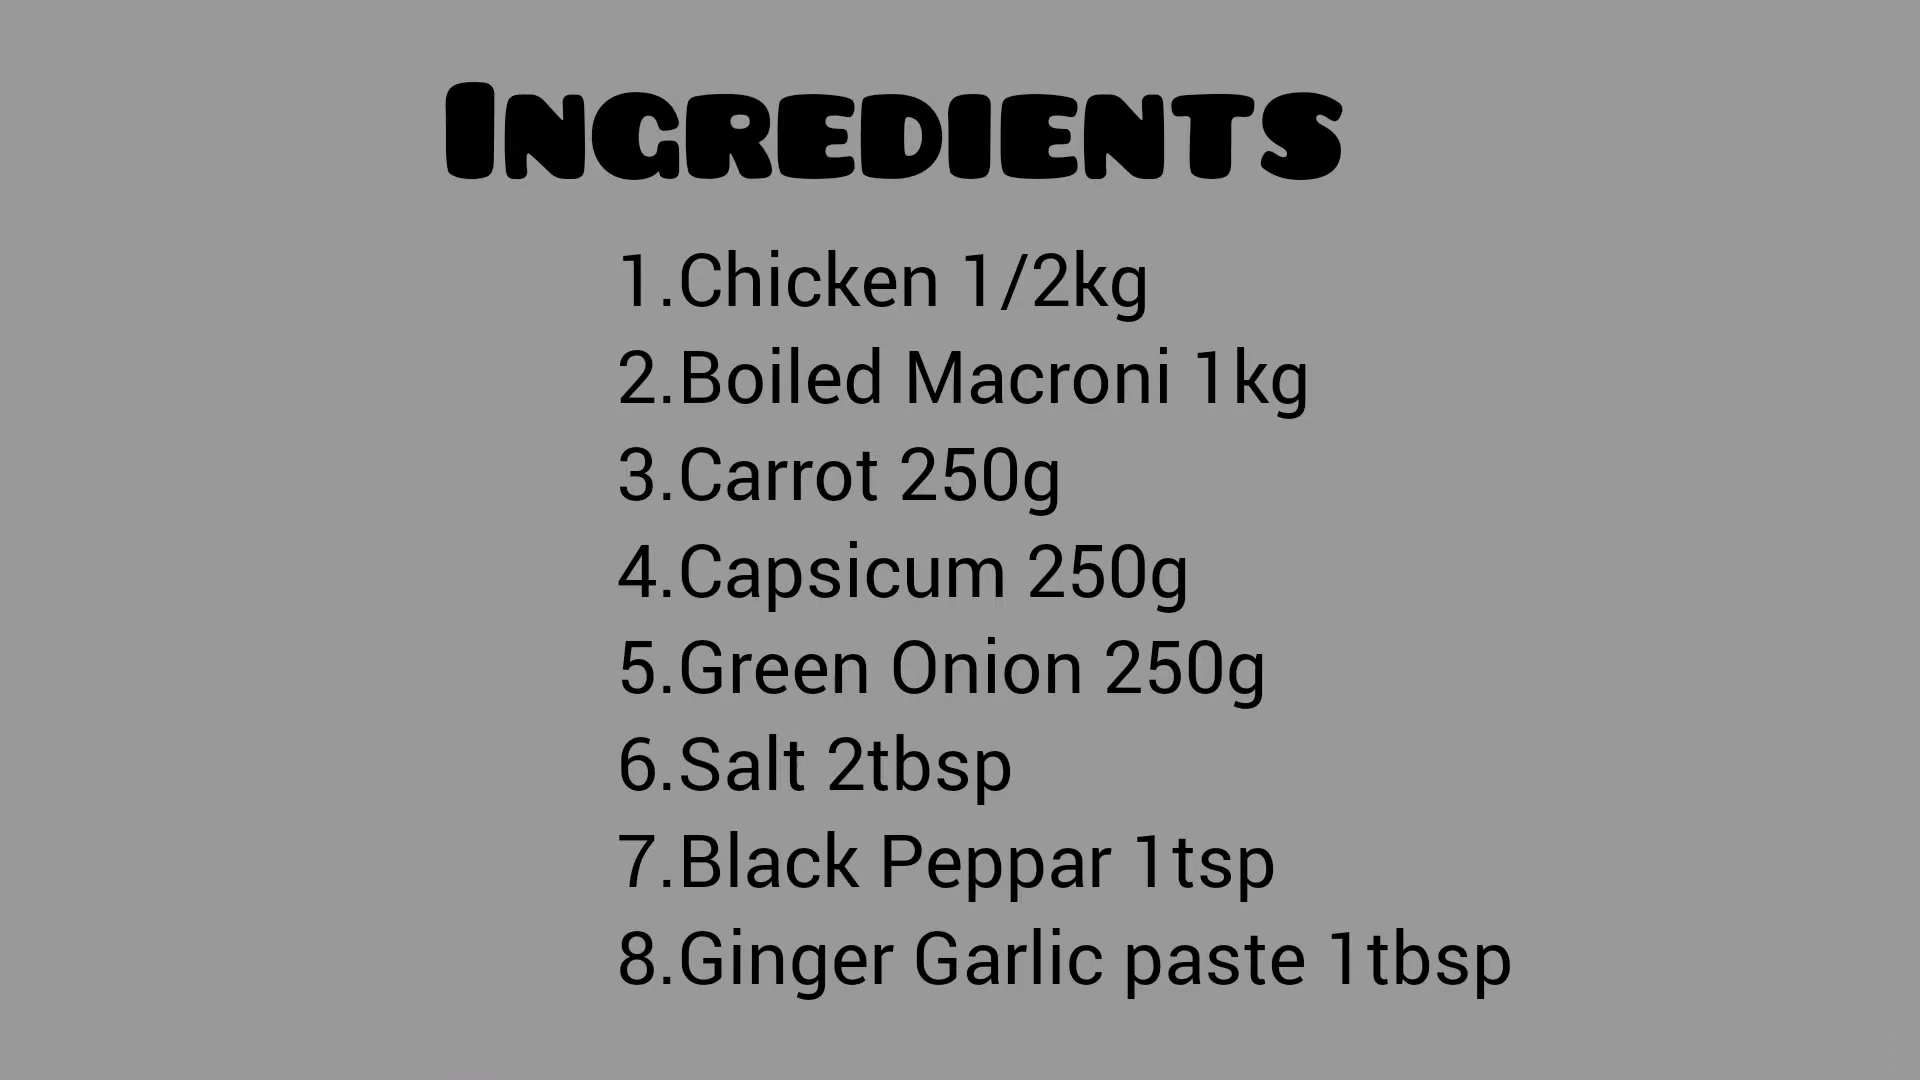 INGREDIENTS
1.Chicken 1/2kg
2.Boiled Macroni 1kg
3.Carrot 250g
4.Capsicum 250g
5.Green Onion 250g
6.Salt 2tbsp
7.Black Peppar 1tsp
8.Ginger Garlic paste 1tbsp